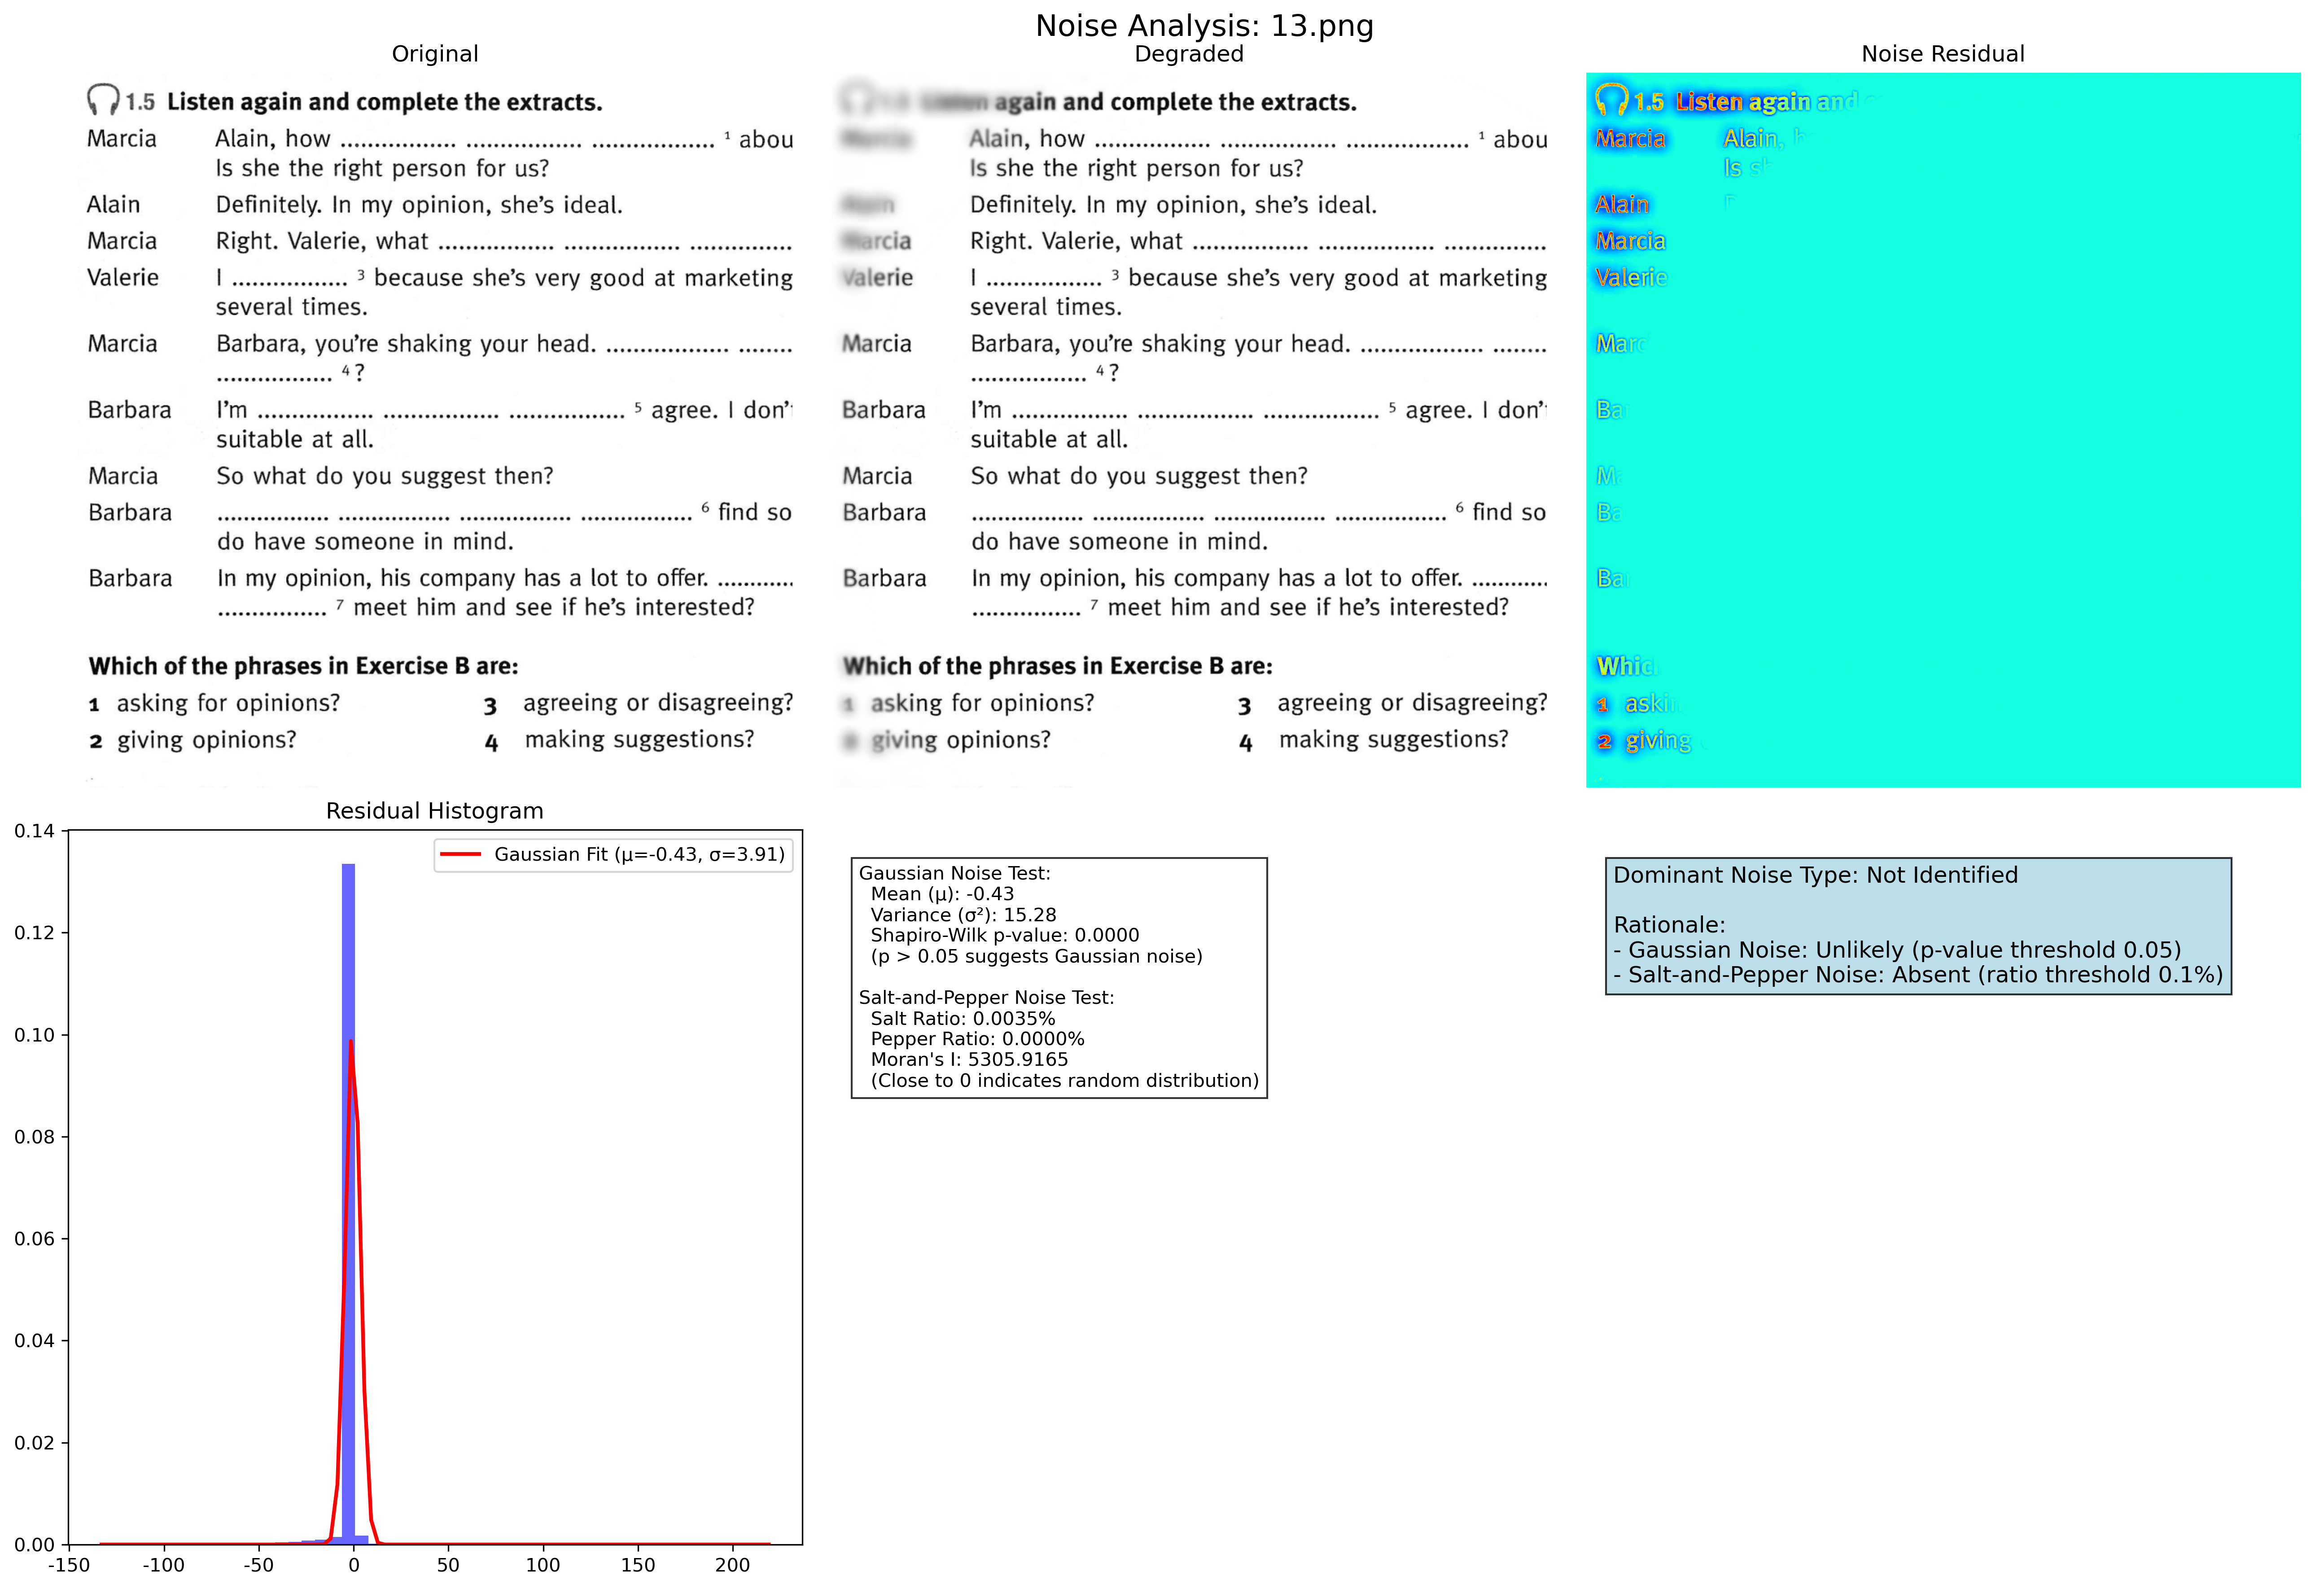 Noise Analysis: 13.png
Original
1.5 Listen again and complete the extracts.
Marcia Alain, how ................. ................. .................. ¹ abou
Is she the right person for us?
Alain Definitely. In my opinion, she's ideal.
Marcia Right. Valerie, what ................. ................. ...............
Valerie I ................. ³ because she's very good at marketing
several times.
Marcia Barbara, you're shaking your head. .................. ........
................. ⁴?
Barbara I'm ................. ................. ................. ⁵ agree. I don'
suitable at all.
Marcia So what do you suggest then?
Barbara ................. ................. ................. ................. ⁶ find so
do have someone in mind.
Barbara In my opinion, his company has a lot to offer. ...........
................ ⁷ meet him and see if he's interested?
Which of the phrases in Exercise B are:
1 asking for opinions? 3 agreeing or disagreeing?
2 giving opinions? 4 making suggestions?
Degraded
again and complete the extracts.
Alain, how ................. ................. .................. ¹ abou
Is she the right person for us?
Definitely. In my opinion, she's ideal.
Marcia Right. Valerie, what ................. ................. ...............
Valerie I ................. ³ because she's very good at marketing
several times.
Marcia Barbara, you're shaking your head. .................. ........
................. ⁴?
Barbara I'm ................. ................. ................. ⁵ agree. I don'
suitable at all.
Marcia So what do you suggest then?
Barbara ................. ................. ................. ................. ⁶ find so
do have someone in mind.
Barbara In my opinion, his company has a lot to offer. ...........
................ ⁷ meet him and see if he's interested?
Which of the phrases in Exercise B are:
1 asking for opinions? 3 agreeing or disagreeing?
giving opinions? 4 making suggestions?
Noise Residual
1.5 Listen again and
Marcia Alain, h
Is sh
Alain
Marcia
Valerie
Marc
Ba
M
Ba
Ba
Whic
1 aski
2 giving
Residual Histogram
Gaussian Fit (μ=-0.43, σ=3.91)
0.14
0.12
0.10
0.08
0.06
0.04
0.02
0.00
-150 -100 -50 0 50 100 150 200
Gaussian Noise Test:
Mean (μ): -0.43
Variance (σ²): 15.28
Shapiro-Wilk p-value: 0.0000
(p > 0.05 suggests Gaussian noise)
Salt-and-Pepper Noise Test:
Salt Ratio: 0.0035%
Pepper Ratio: 0.0000%
Moran's I: 5305.9165
(Close to 0 indicates random distribution)
Dominant Noise Type: Not Identified
Rationale:
- Gaussian Noise: Unlikely (p-value threshold 0.05)
- Salt-and-Pepper Noise: Absent (ratio threshold 0.1%)